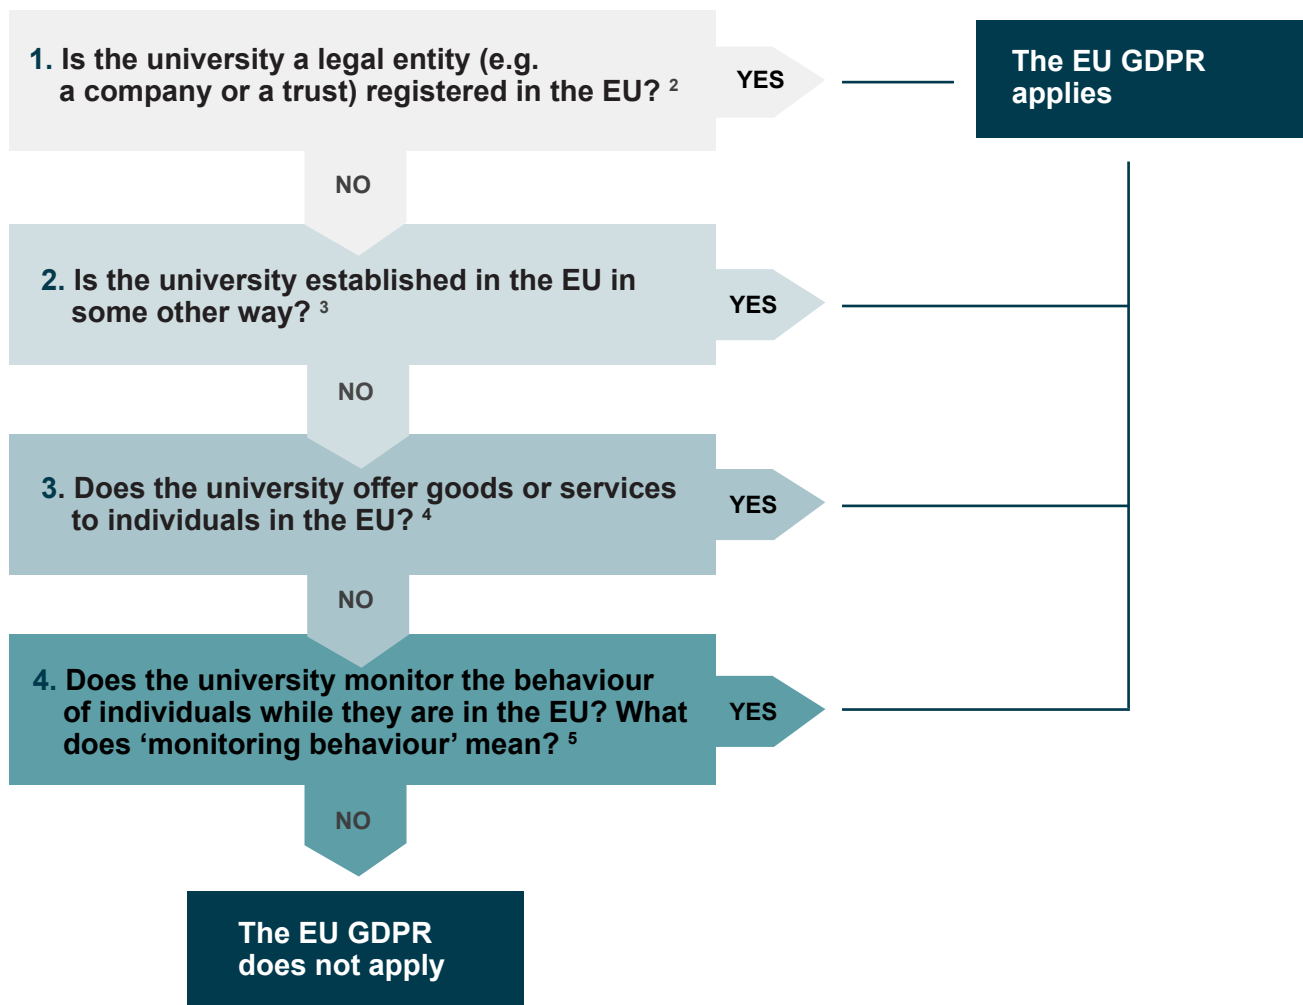 1. Is the university a legal entity (e.g.
a company or a trust) registered in the EU? 2
YES
The EU GDPR
applies
NO
2. Is the university established in the EU in
some other way? 3
YES
NO
3. Does the university offer goods or services
to individuals in the EU? 4
YES
NO
4. Does the university monitor the behaviour
of individuals while they are in the EU? What
does ‘monitoring behaviour’ mean? 5
YES
NO
The EU GDPR
does not apply